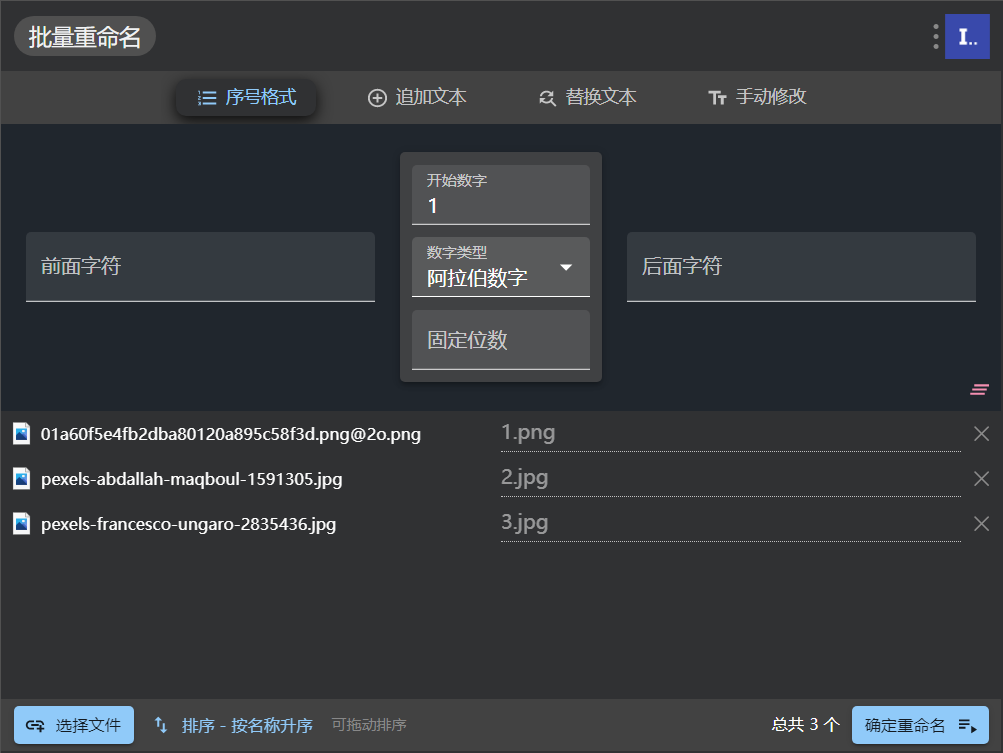 批量重命名
I..
序号格式 追加文本 替换文本 手动修改
前面字符
开始数字
1
数字类型
阿拉伯数字
固定位数
后面字符
01a60f5e4fb2dba80120a895c58f3d.png@2o.png 1.png
pexels-abdallah-maqboul-1591305.jpg 2.jpg
pexels-francesco-ungaro-2835436.jpg 3.jpg
选择文件 排序 - 按名称升序 可拖动排序 总共 3 个 确定重命名